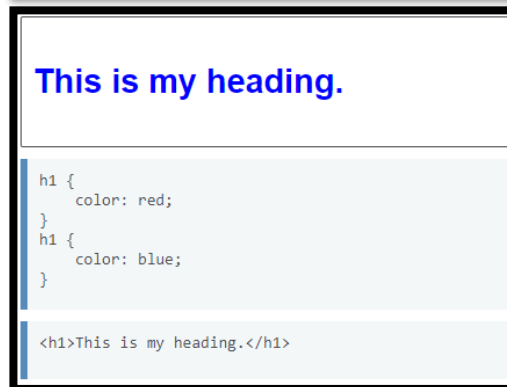 This is my heading.
h1 {
    color: red;
}
h1 {
    color: blue;
}
<h1>This is my heading.</h1>